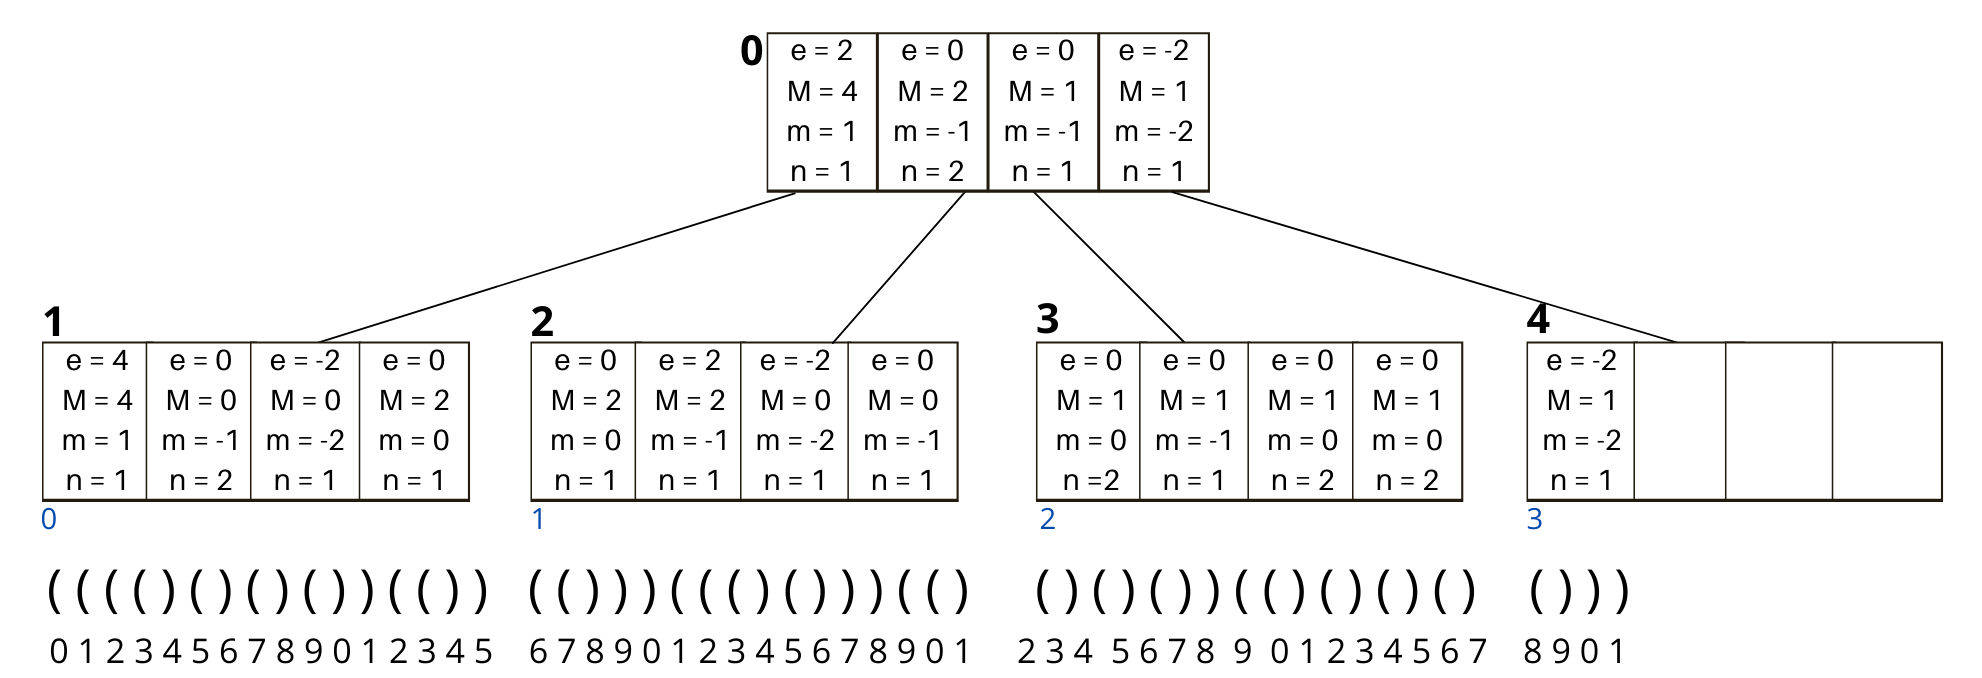 0 e = 2 e = 0 e = 0 e = -2
M = 4 M = 2 M = 1 M = 1
m = 1 m = -1 m = -1 m = -2
n = 1 n = 2 n = 1 n = 1
1 2 3 4
e = 4 e = 0 e = -2 e = 0 e = 0 e = 2 e = -2 e = 0 e = 0 e = 0 e = 0 e = 0 e = -2
M = 4 M = 0 M = 0 M = 2 M = 2 M = 2 M = 0 M = 0 M = 1 M = 1 M = 1 M = 1 M = 1
m = 1 m = -1 m = -2 m = 0 m = 0 m = -1 m = -2 m = -1 m = 0 m = -1 m = 0 m = 0 m = -2
n = 1 n = 2 n = 1 n = 1 n = 1 n = 1 n = 1 n = 1 n =2 n = 1 n = 2 n = 2 n = 1
0 1 2 3
( ( ( ( ) ( ) ( ) ( ) ) ( ( ) ) ( ( ) ) ) ( ( ( ) ( ) ) ) ( ( ) ( ) ( ) ( ) ) ( ( ) ( ) ( ) ( ) ( ) ) )
0 1 2 3 4 5 6 7 8 9 0 1 2 3 4 5 6 7 8 9 0 1 2 3 4 5 6 7 8 9 0 1 2 3 4 5 6 7 8 9 0 1 2 3 4 5 6 7 8 9 0 1